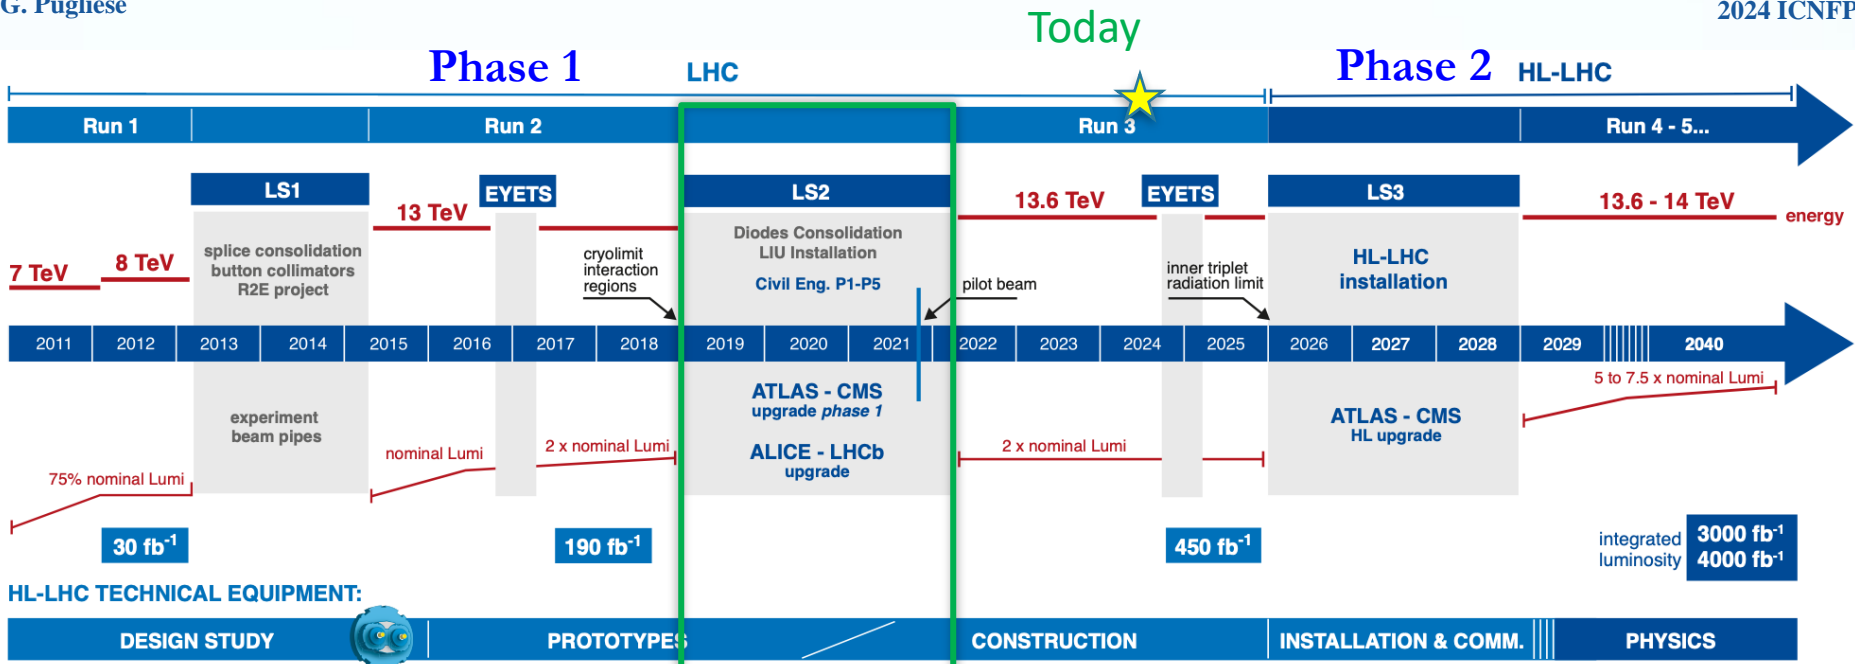 G. Pugliese
2024 ICNFP
Today
Phase 1
LHC
Phase 2
HL-LHC
Run 1
Run 2
Run 3
Run 4 - 5...
LS1
EYETS
LS2
EYETS
LS3
13 TeV
13.6 TeV
13.6 - 14 TeV
energy
7 TeV
8 TeV
splice consolidation
button collimators
R2E project
cryolimit
interaction
regions
Diodes Consolidation
LIU Installation
Civil Eng. P1-P5
pilot beam
inner triplet
radiation limit
HL-LHC
installation
2011 2012 2013 2014 2015 2016 2017 2018 2019 2020 2021 2022 2023 2024 2025 2026 2027 2028 2029 2040
5 to 7.5 x nominal Lumi
experiment
beam pipes
ATLAS - CMS
upgrade phase 1
ALICE - LHCb
upgrade
ATLAS - CMS
HL upgrade
75% nominal Lumi
nominal Lumi
2 x nominal Lumi
2 x nominal Lumi
30 fb-1
190 fb-1
450 fb-1
integrated
luminosity
3000 fb-1
4000 fb-1
HL-LHC TECHNICAL EQUIPMENT:
DESIGN STUDY
PROTOTYPES
CONSTRUCTION
INSTALLATION & COMM.
PHYSICS